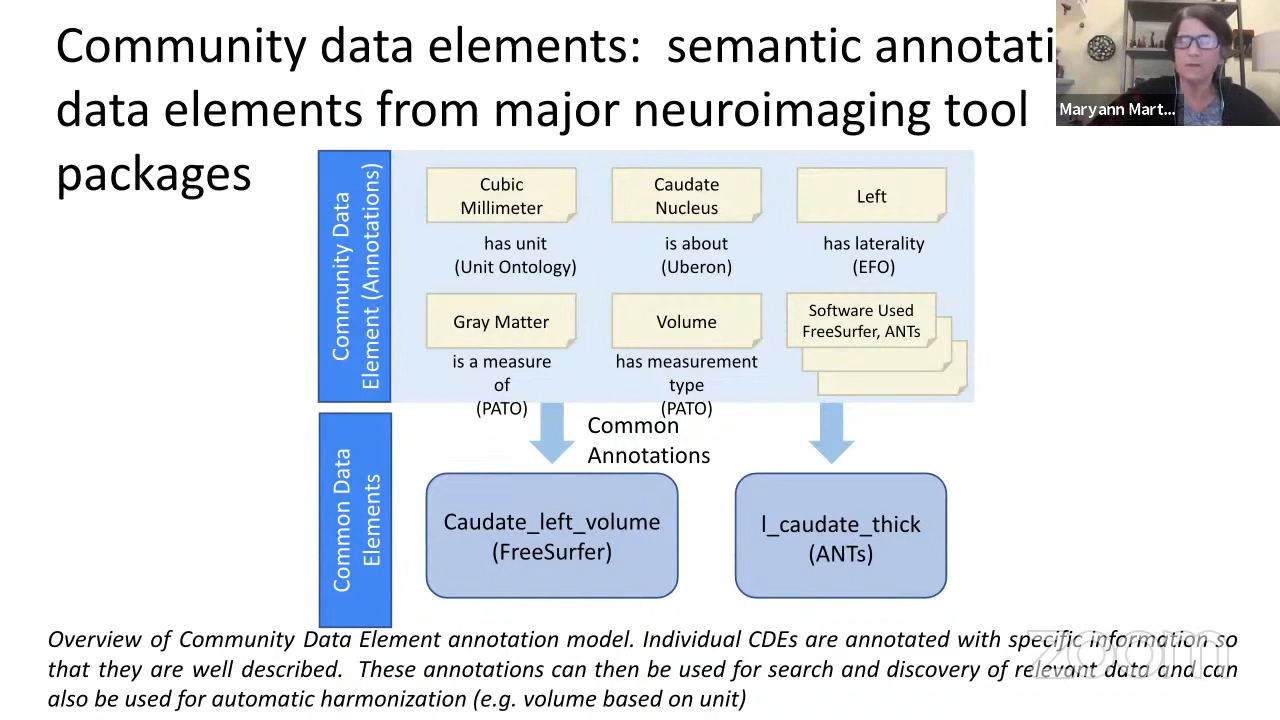 Community data elements:  semantic annotati
data elements from major neuroimaging tool
packages
Maryann Mart...
Community Data
Element (Annotations)
Cubic
Millimeter
has unit
(Unit Ontology)
Caudate
Nucleus
is about
(Uberon)
Left
has laterality
(EFO)
Gray Matter
is a measure
of
(PATO)
Volume
has measurement
type
(PATO)
Software Used
FreeSurfer, ANTs
Common
Annotations
Common Data
Elements
Caudate_left_volume
(FreeSurfer)
l_caudate_thick
(ANTs)
Overview of Community Data Element annotation model. Individual CDEs are annotated with specific information so
that they are well described.  These annotations can then be used for search and discovery of relevant data and can
also be used for automatic harmonization (e.g. volume based on unit)
zoom